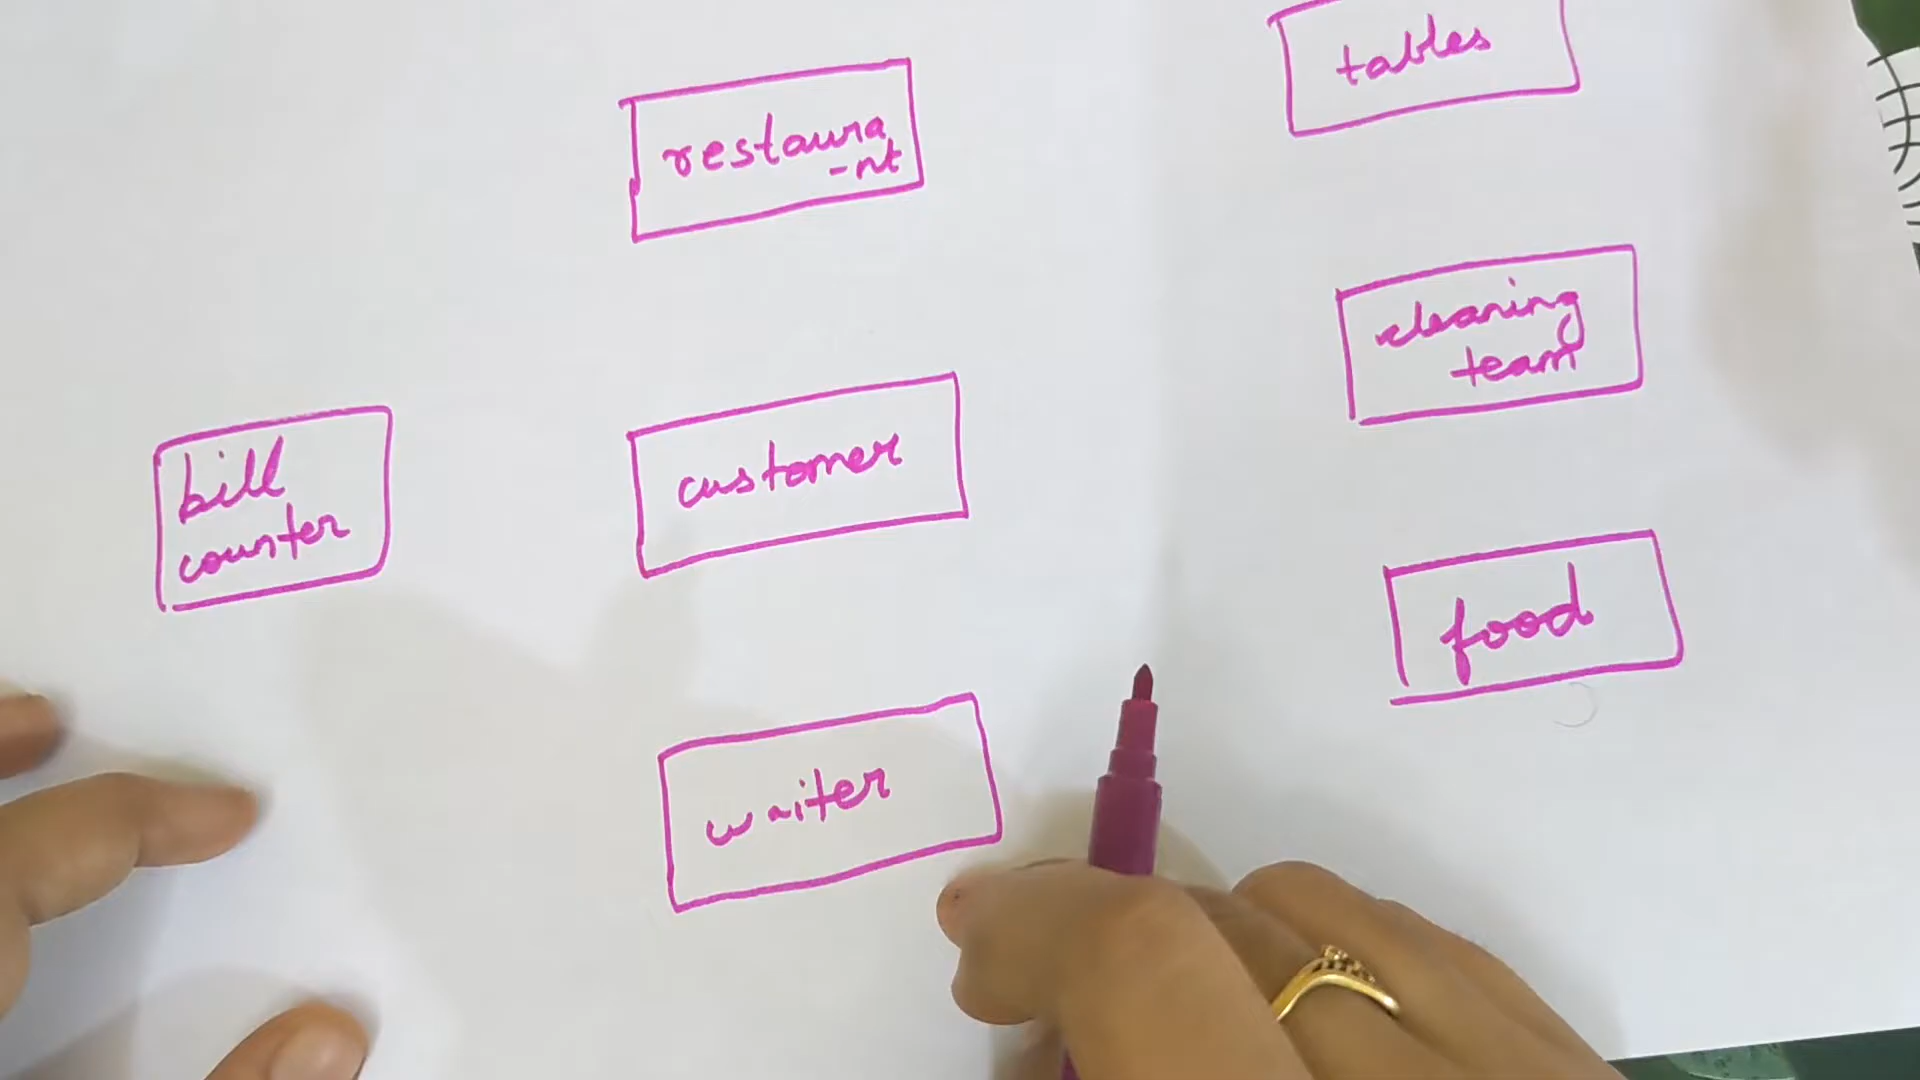 tables
restaura
-nt
cleaning
team
bill
counter
customer
food
waiter